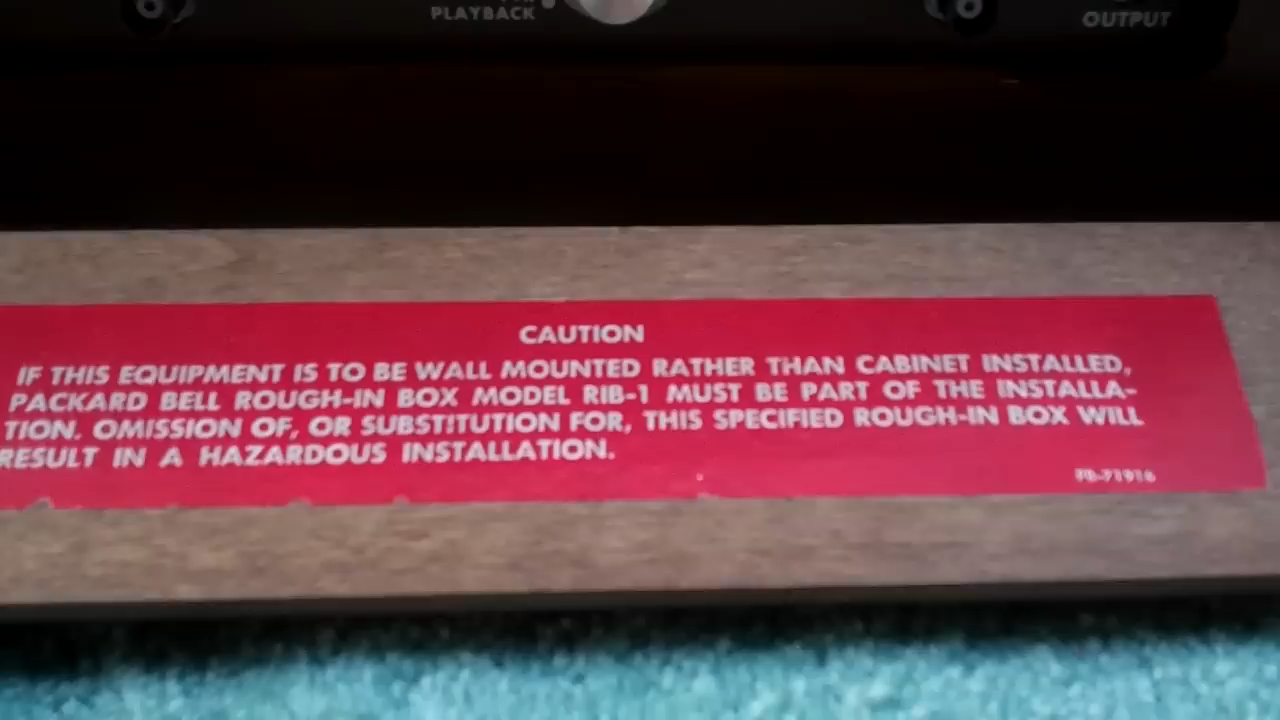 PLAYBACK
OUTPUT
CAUTION
IF THIS EQUIPMENT IS TO BE WALL MOUNTED RATHER THAN CABINET INSTALLED,
PACKARD BELL ROUGH-IN BOX MODEL RIB-1 MUST BE PART OF THE INSTALLA-
TION. OMISSION OF, OR SUBSTITUTION FOR, THIS SPECIFIED ROUGH-IN BOX WILL
RESULT IN A HAZARDOUS INSTALLATION.